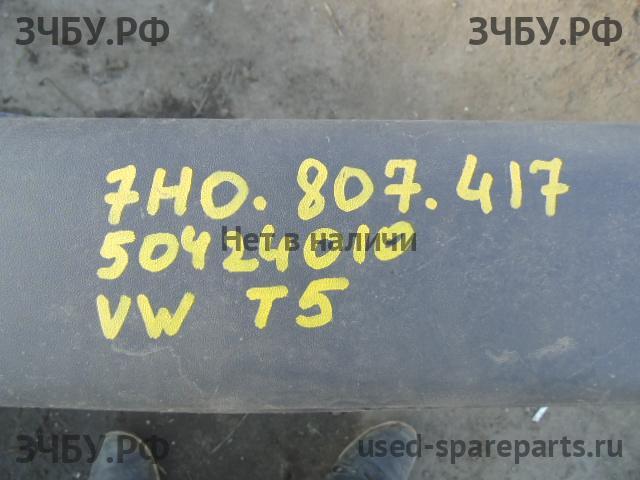 ЗЧБУ.РФ ЗЧБУ.РФ
7H0.807.417
50424010
Нет в наличи
VW T5
ЗЧБУ.РФ used-spareparts.ru